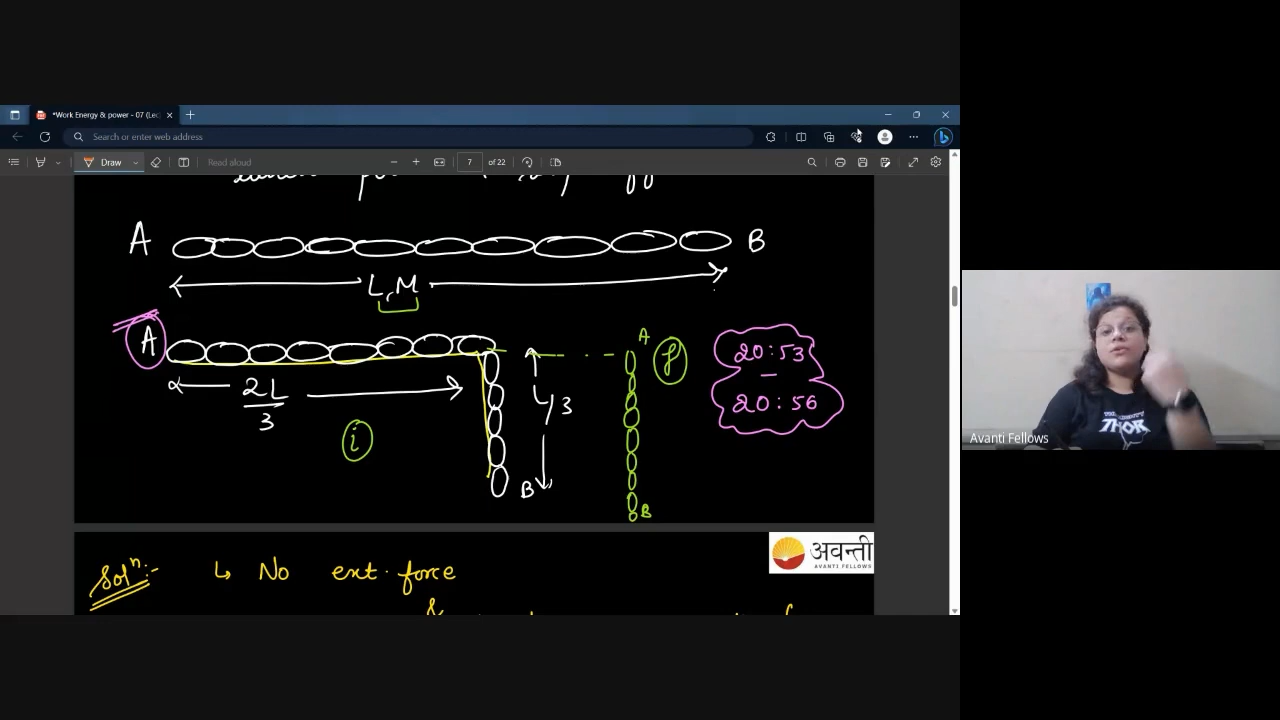 *Work Energy & power - 07 (Lec
Search or enter web address
Draw
Read aloud
7 of 22
A B
L, M
A
2L/3
i
L/3
B
A
f
B
20:53
–
20:56
THOR
Avanti Fellows
अवन्ती
AVANTI FELLOWS
Solⁿ:- ↳ No ext. force
&